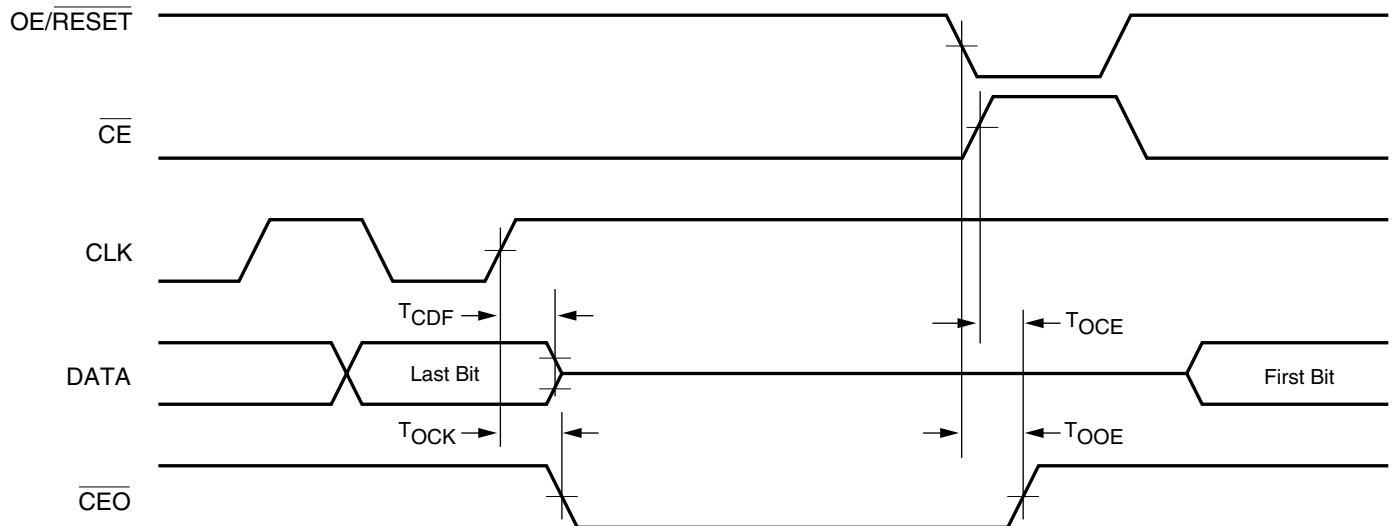 OE/RESET
CE
CLK
TCDF
TOCE
DATA
Last Bit
First Bit
TOCK
TOOE
CEO